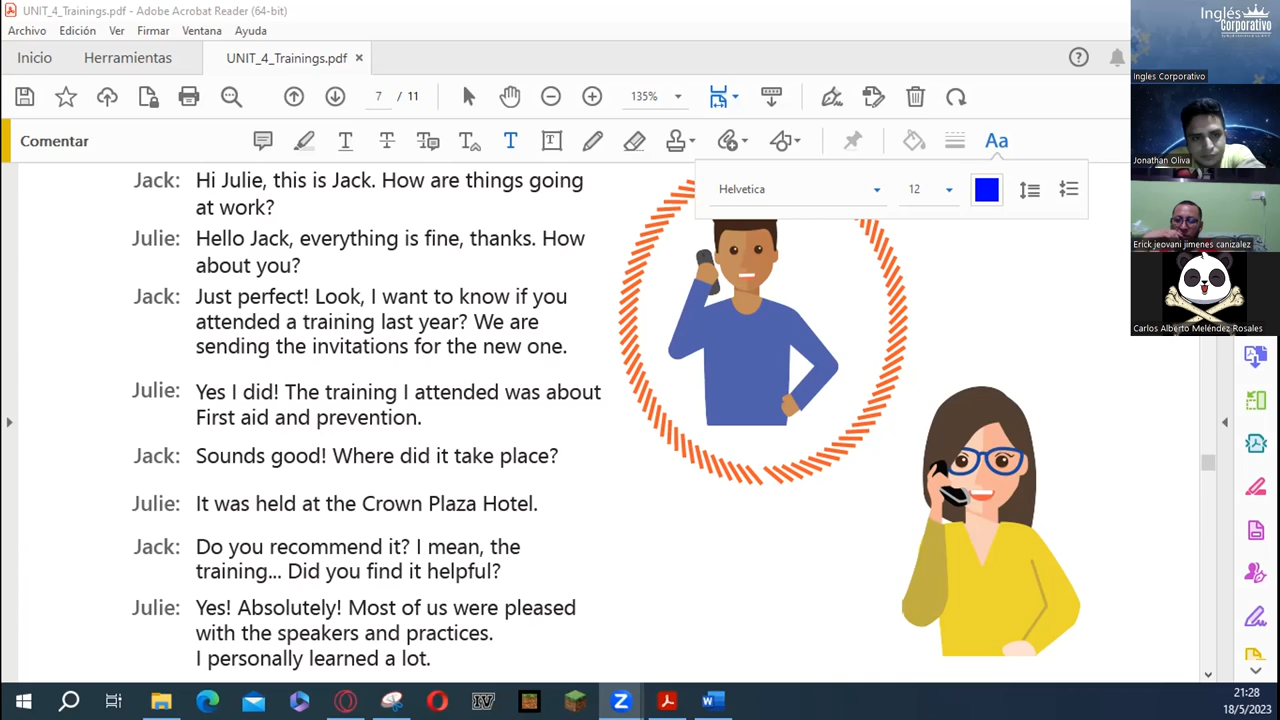 UNIT_4_Trainings.pdf - Adobe Acrobat Reader (64-bit)
Archivo Edición Ver Firmar Ventana Ayuda
Inicio Herramientas UNIT_4_Trainings.pdf ×
7 / 11 135%
Comentar
Helvetica 12
Jack: Hi Julie, this is Jack. How are things going
at work?
Julie: Hello Jack, everything is fine, thanks. How
about you?
Jack: Just perfect! Look, I want to know if you
attended a training last year? We are
sending the invitations for the new one.
Julie: Yes I did! The training I attended was about
First aid and prevention.
Jack: Sounds good! Where did it take place?
Julie: It was held at the Crown Plaza Hotel.
Jack: Do you recommend it? I mean, the
training... Did you find it helpful?
Julie: Yes! Absolutely! Most of us were pleased
with the speakers and practices.
I personally learned a lot.
Inglés
Corporativo
Ingles Corporativo
Jonathan Oliva
Erick jeovani jimenes canizalez
Carlos Alberto Meléndez Rosales
21:28
18/5/2023